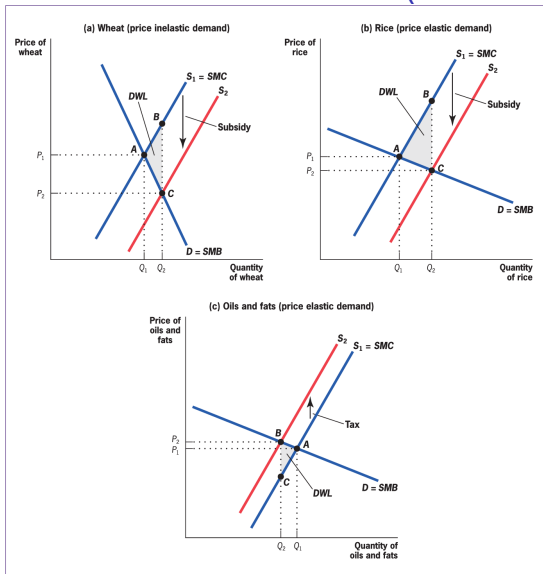 (a) Wheat (price inelastic demand)
Price of
wheat
S1 = SMC
S2
DWL
B
Subsidy
A
P1
P2
C
D = SMB
Q1 Q2
Quantity
of wheat
(b) Rice (price elastic demand)
Price of
rice
S1 = SMC
S2
B
DWL
Subsidy
A
P1
P2
C
D = SMB
Q1 Q2
Quantity
of rice
(c) Oils and fats (price elastic demand)
Price of
oils and
fats
S2
S1 = SMC
Tax
B
A
P2
P1
C
DWL
D = SMB
Q2 Q1
Quantity of
oils and fats